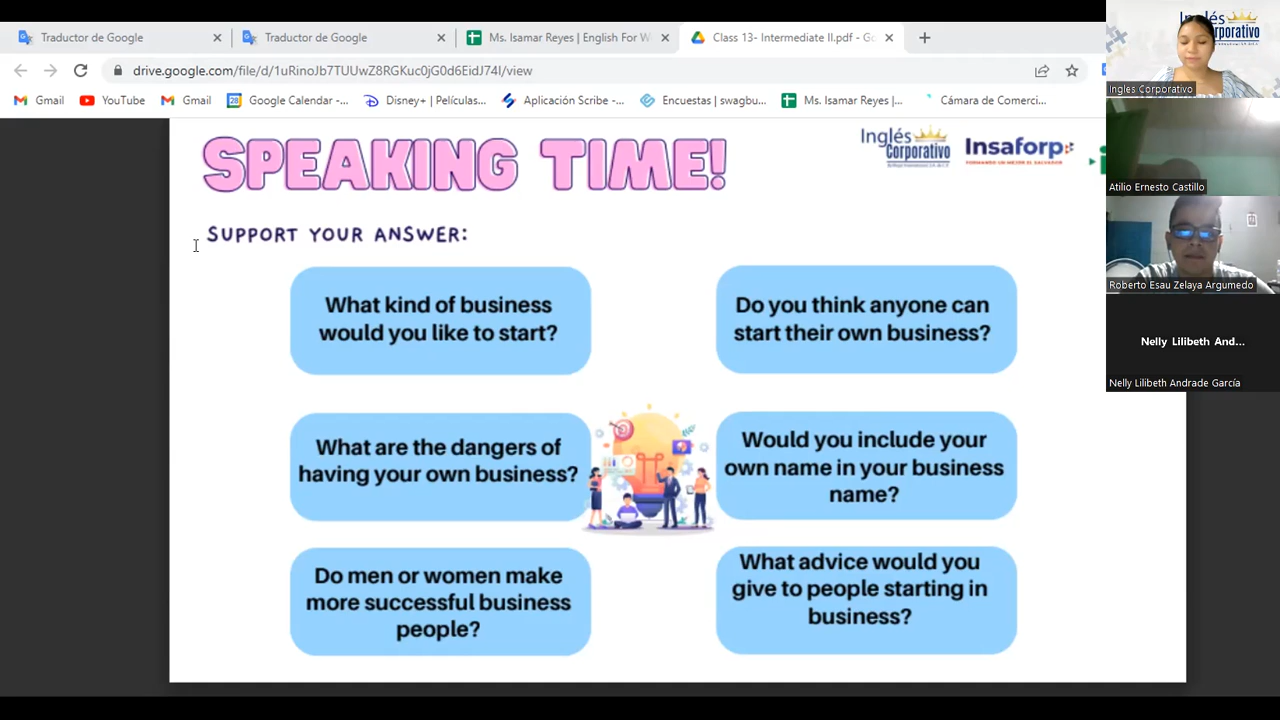 Traductor de Google
Traductor de Google
Ms. Isamar Reyes | English For W
Class 13- Intermediate II.pdf - Go
drive.google.com/file/d/1uRinoJb7TUUwZ8RGKuc0jG0d6EidJ74l/view
Gmail
YouTube
Gmail
Google Calendar -...
Disney+ | Películas...
Aplicación Scribe -...
Encuestas | swagbu...
Ms. Isamar Reyes |...
Cámara de Comerci...
SPEAKING TIME!
Inglés
Corporativo
Insaforp
FORMANDO UN MEJOR EL SALVADOR
SUPPORT YOUR ANSWER:
What kind of business
would you like to start?
Do you think anyone can
start their own business?
What are the dangers of
having your own business?
Would you include your
own name in your business
name?
Do men or women make
more successful business
people?
What advice would you
give to people starting in
business?
Ingles Corporativo
Atilio Ernesto Castillo
Roberto Esau Zelaya Argumedo
Nelly Lilibeth And...
Nelly Lilibeth Andrade García